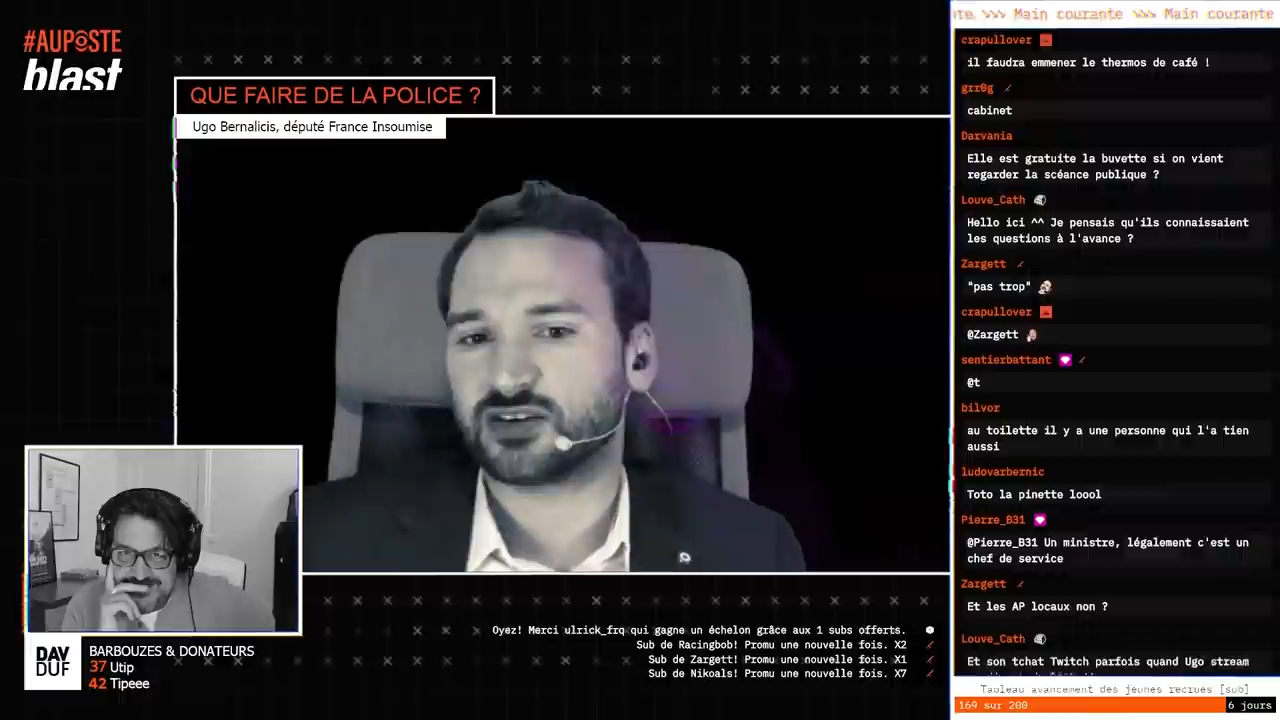 #AUPOSTE
blast
QUE FAIRE DE LA POLICE ?
Ugo Bernalicis, député France Insoumise
DAV
DUF
BARBOUZES & DONATEURS
37 Utip
42 Tipeee
Oyez! Merci ulrick_frq qui gagne un échelon grâce aux 1 subs offerts.
Sub de Racingbob! Promu une nouvelle fois. X2
Sub de Zargett! Promu une nouvelle fois. X1
Sub de Nikoals! Promu une nouvelle fois. X7
Main courante >>> Main courante
crapullover
il faudra emmener le thermos de café !
grr0g
cabinet
Darvania
Elle est gratuite la buvette si on vient
regarder la scéance publique ?
Louve_Cath
Hello ici ^^ Je pensais qu'ils connaissaient
les questions à l'avance ?
Zargett
"pas trop"
crapullover
@Zargett
sentierbattant
@t
bilvor
au toilette il y a une personne qui l'a tien
aussi
ludovarbernic
Toto la pinette loool
Pierre_B31
@Pierre_B31 Un ministre, légalement c'est un
chef de service
Zargett
Et les AP locaux non ?
Louve_Cath
Et son tchat Twitch parfois quand Ugo stream
Tableau avancement des jeunes recrues [sub]
169 sur 200
6 jours